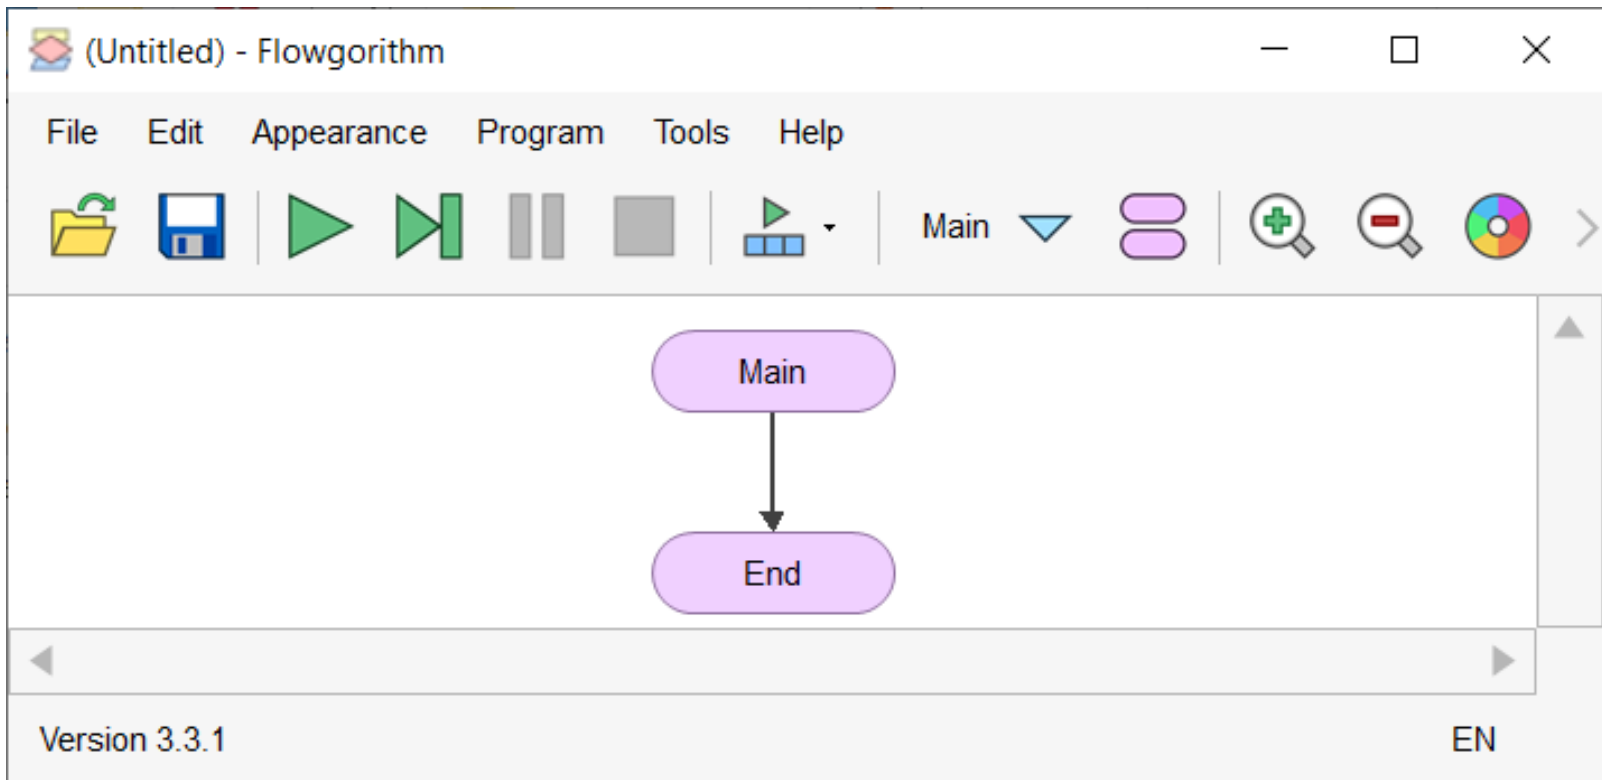 (Untitled) - Flowgorithm
File Edit Appearance Program Tools Help
Main
Main
End
Version 3.3.1 EN